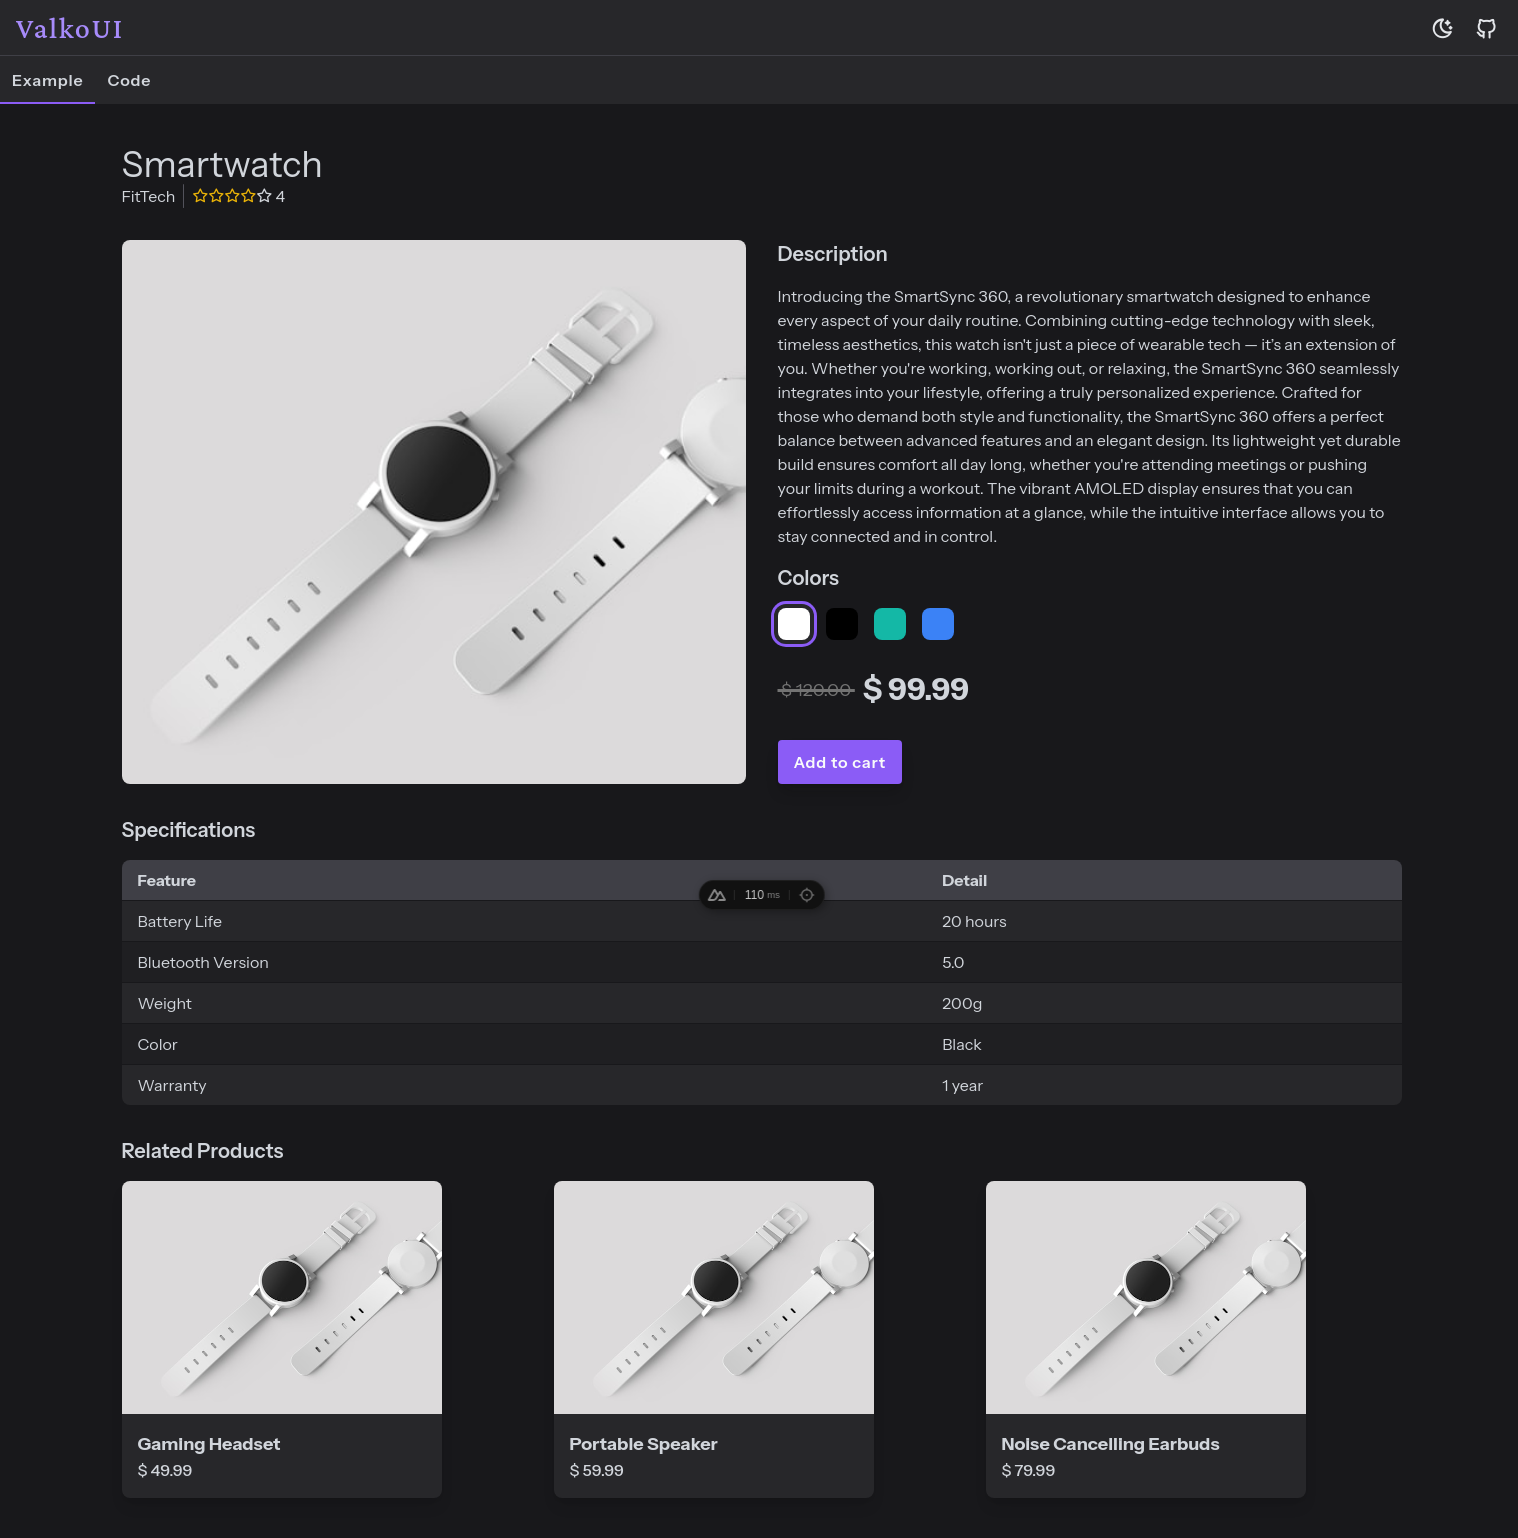 ValkoUI
Example Code
Smartwatch
FitTech 4
Description
Introducing the SmartSync 360, a revolutionary smartwatch designed to enhance
every aspect of your daily routine. Combining cutting-edge technology with sleek,
timeless aesthetics, this watch isn't just a piece of wearable tech — it's an extension of
you. Whether you're working, working out, or relaxing, the SmartSync 360 seamlessly
integrates into your lifestyle, offering a truly personalized experience. Crafted for
those who demand both style and functionality, the SmartSync 360 offers a perfect
balance between advanced features and an elegant design. Its lightweight yet durable
build ensures comfort all day long, whether you're attending meetings or pushing
your limits during a workout. The vibrant AMOLED display ensures that you can
effortlessly access information at a glance, while the intuitive interface allows you to
stay connected and in control.
Colors
$ 120.00 $ 99.99
Add to cart
Specifications
Feature Detail
110 ms
Battery Life 20 hours
Bluetooth Version 5.0
Weight 200g
Color Black
Warranty 1 year
Related Products
Gaming Headset
$ 49.99
Portable Speaker
$ 59.99
Noise Cancelling Earbuds
$ 79.99